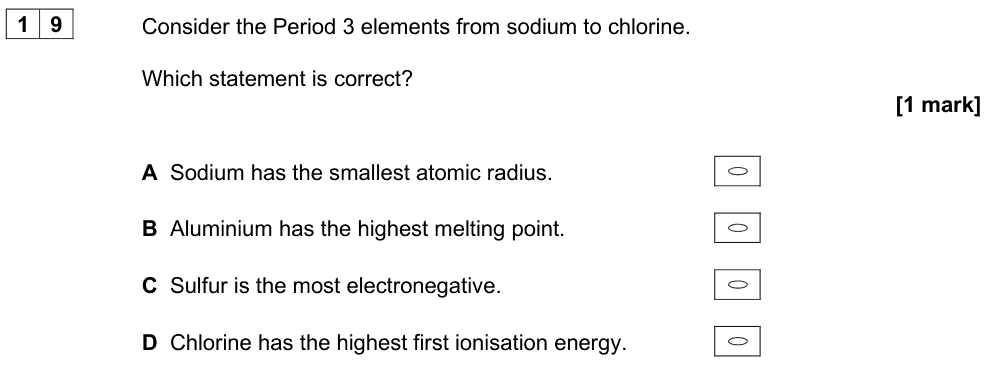 1 9 Consider the Period 3 elements from sodium to chlorine.
Which statement is correct?
[1 mark]
A Sodium has the smallest atomic radius.
B Aluminium has the highest melting point.
C Sulfur is the most electronegative.
D Chlorine has the highest first ionisation energy.